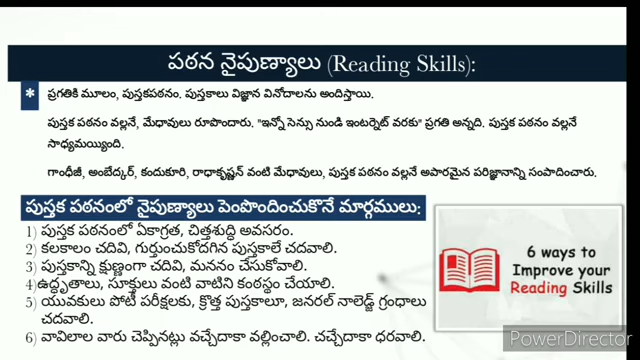 పఠన నైపుణ్యాలు (Reading Skills):
* ప్రగతికి మూలం, పుస్తకపఠనం. పుస్తకాలు విజ్ఞాన వినోదాలను అందిస్తాయి.
పుస్తక పఠనం వల్లనే, మేధావులు రూపొందారు. "ఇన్నో సెన్సు నుండి ఇంటర్నెట్ వరకు" ప్రగతి అన్నది. పుస్తక పఠనం వల్లనే
సాధ్యమయ్యింది.
గాంధీజీ, అంబేద్కర్, కందుకూరి, రాధాకృష్ణన్ వంటి మేధావులు, పుస్తక పఠనం వల్లనే అపారమైన పరిజ్ఞానాన్ని సంపాదించారు.
పుస్తక పఠనంలో నైపుణ్యాలు పెంపొందించుకొనే మార్గములు:
1) పుస్తక పఠనంలో ఏకాగ్రత, చిత్తశుద్ధి అవసరం.
2) కలకాలం చదివి, గుర్తుంచుకోదగిన పుస్తకాలే చదవాలి.
3) పుస్తకాన్ని క్షుణ్ణంగా చదివి, మననం చేసుకోవాలి.
4)ఉద్ధృతాలు, సూక్తులు వంటి వాటిని కంఠస్థం చేయాలి.
5) యువకులు పోటీ పరీక్షలకు, క్రొత్త పుస్తకాలూ, జనరల్ నాలెడ్జ్ గ్రంధాలు
చదవాలి.
6) వావిలాల వారు చెప్పినట్లు వచ్చేదాకా వల్లించాలి. చచ్చేదాకా ధరవాలి.
6 ways to
Improve your
Reading Skills
PowerDirector